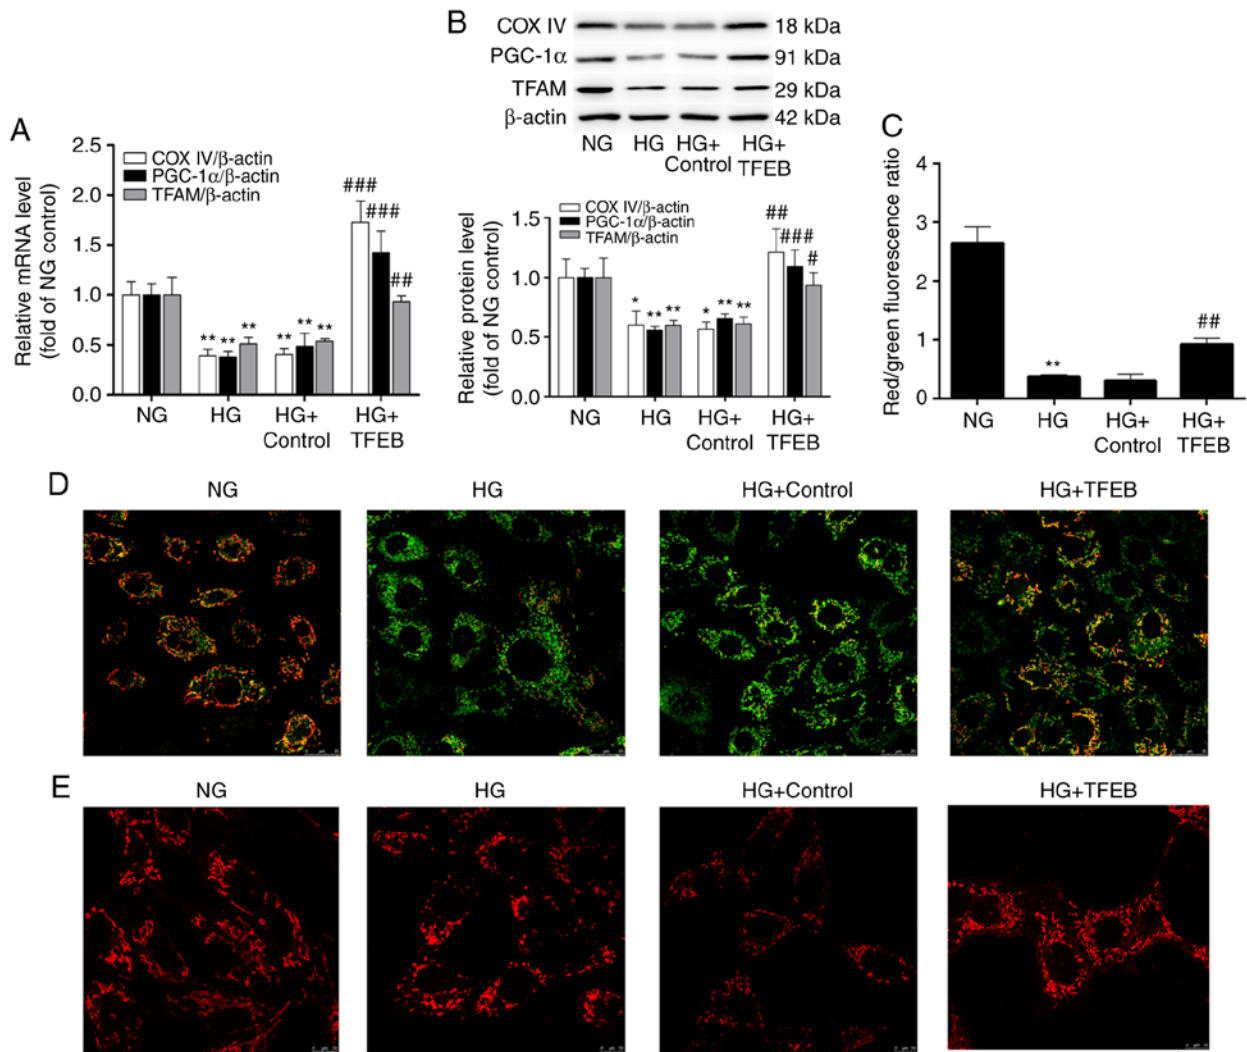 B
COX IV 18 kDa
PGC-1α 91 kDa
TFAM 29 kDa
β-actin 42 kDa
NG HG HG+ Control HG+ TFEB
A
Relative mRNA level
(fold of NG control)
2.5
2.0
1.5
1.0
0.5
0.0
COX IV/β-actin
PGC-1α/β-actin
TFAM/β-actin
** ** **
** ** **
### ### ##
NG HG HG+ Control HG+ TFEB
Relative protein level
(fold of NG control)
1.5
1.0
0.5
0.0
COX IV/β-actin
PGC-1α/β-actin
TFAM/β-actin
* ** **
* ** **
## ### #
NG HG HG+ Control HG+ TFEB
C
Red/green fluorescence ratio
4
3
2
1
0
**
##
NG HG HG+ Control HG+ TFEB
D
NG HG HG+Control HG+TFEB
E
NG HG HG+Control HG+TFEB